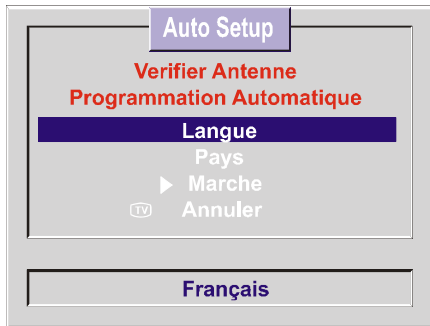 Auto Setup
Verifier Antenne
Programmation Automatique
Langue
Pays
Marche
TV Annuler
Français